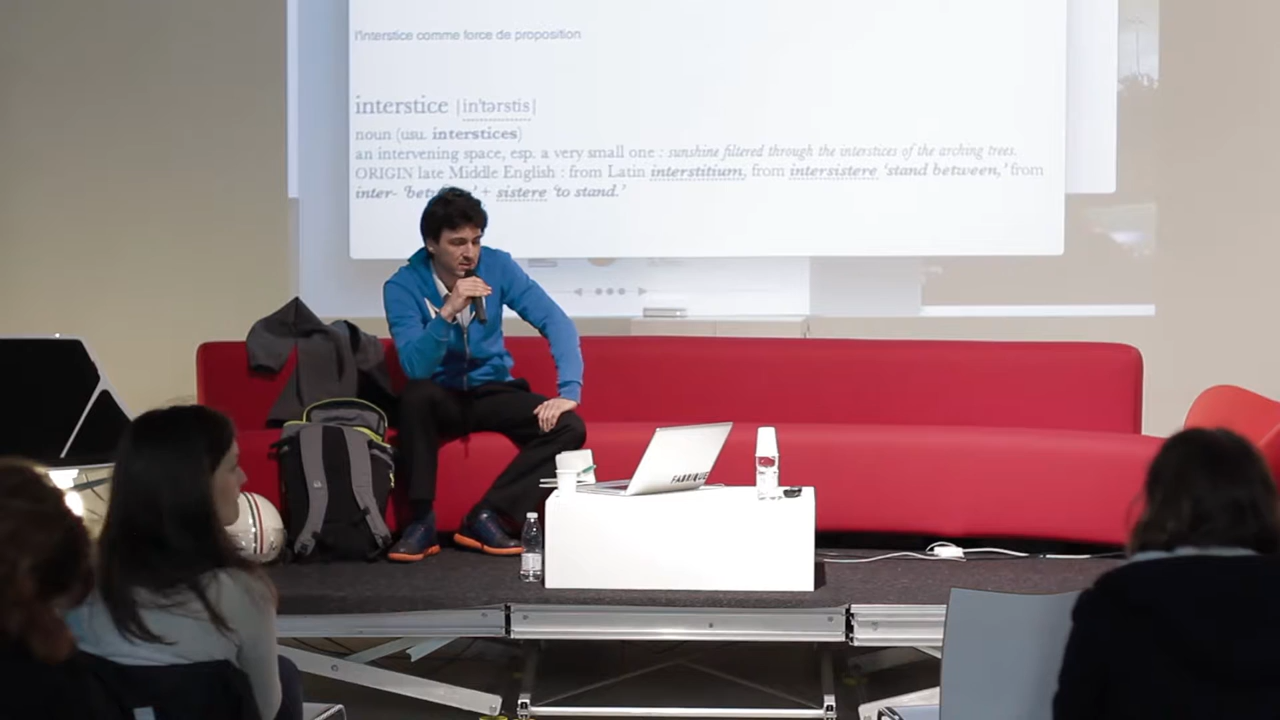 l'interstice comme force de proposition
interstice |in'tərstis|
noun (usu. interstices)
an intervening space, esp. a very small one : sunshine filtered through the interstices of the arching trees.
ORIGIN late Middle English : from Latin interstitium, from intersistere ‘stand between,’ from
inter- + sistere ‘to stand.’
FABRIQUE